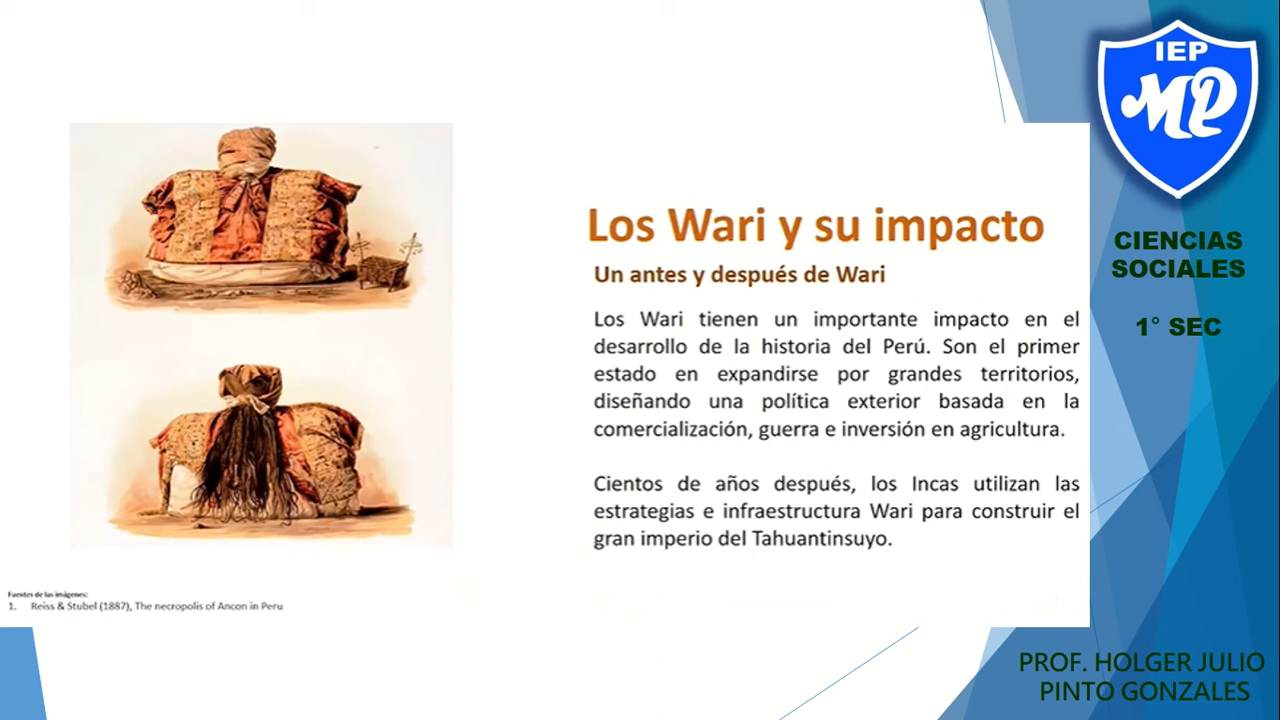 IEP
MP
CIENCIAS
SOCIALES
1° SEC
Los Wari y su impacto
Un antes y después de Wari
Los Wari tienen un importante impacto en el
desarrollo de la historia del Perú. Son el primer
estado en expandirse por grandes territorios,
diseñando una política exterior basada en la
comercialización, guerra e inversión en agricultura.
Cientos de años después, los Incas utilizan las
estrategias e infraestructura Wari para construir el
gran imperio del Tahuantinsuyo.
Fuentes de las imágenes:
1. Reiss & Stubel (1887), The necropolis of Ancon in Peru
PROF. HOLGER JULIO
PINTO GONZALES